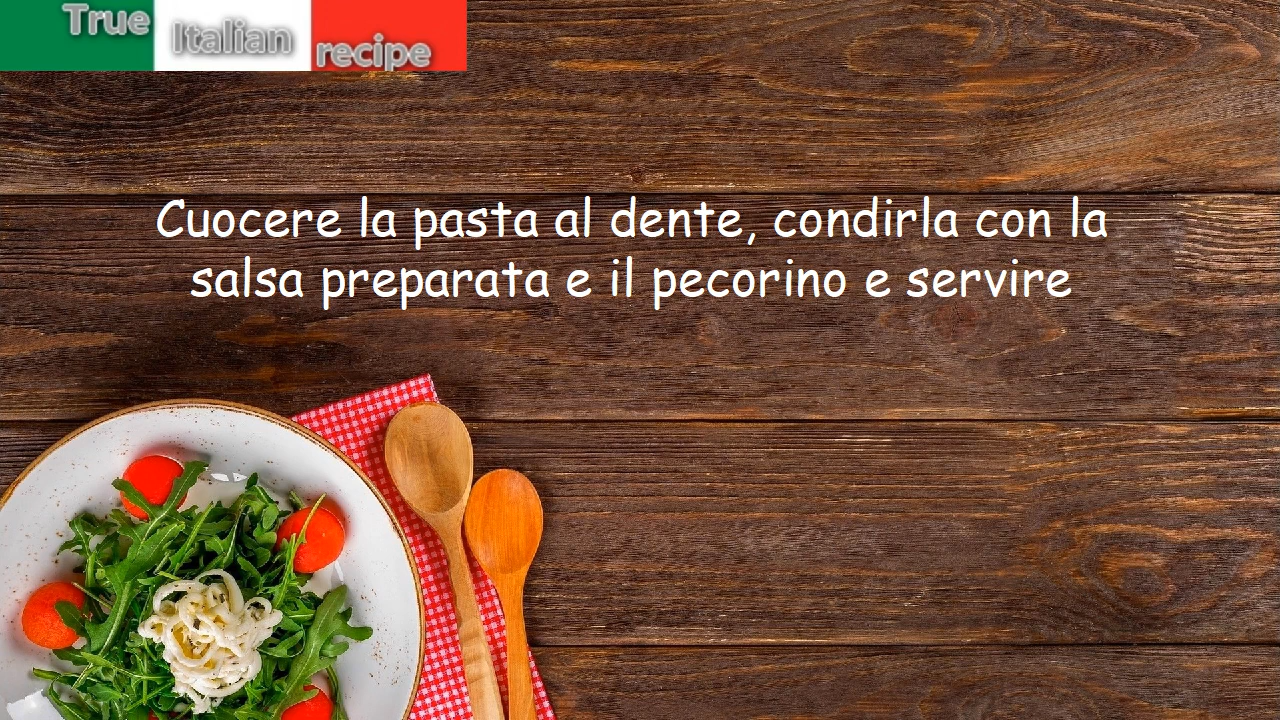 True Italian recipe
Cuocere la pasta al dente, condirla con la
salsa preparata e il pecorino e servire